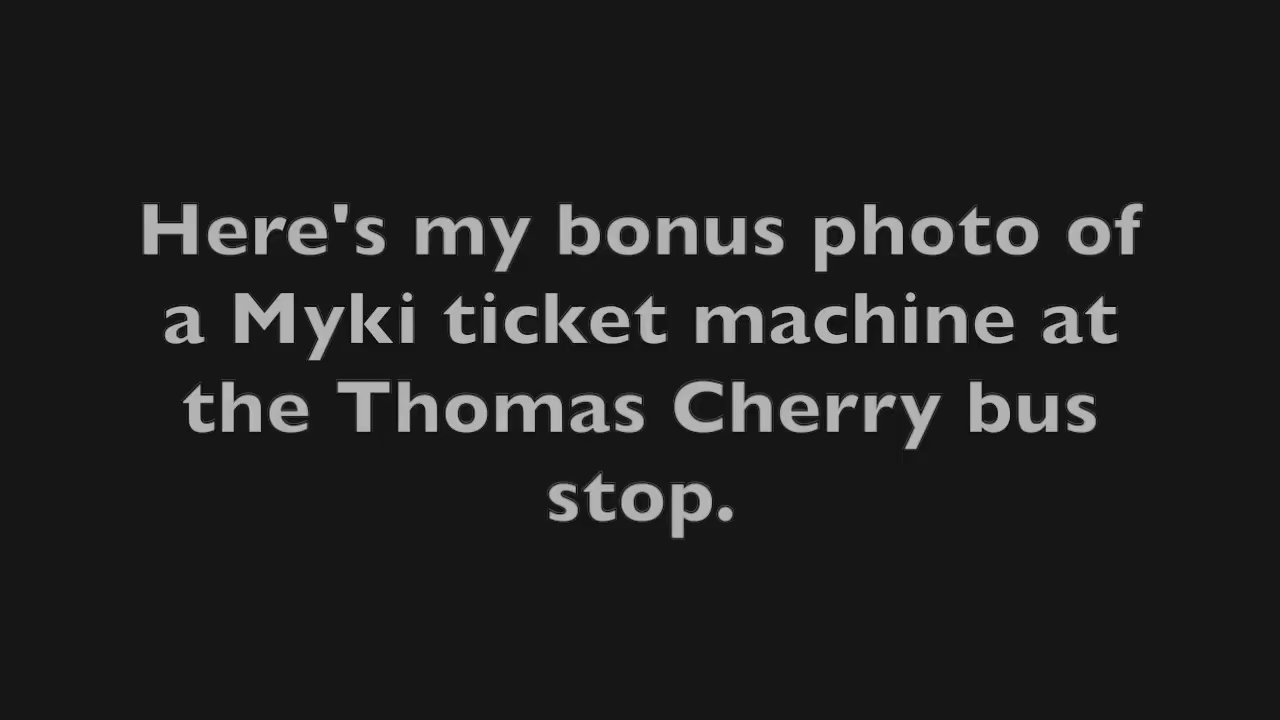 Here's my bonus photo of
a Myki ticket machine at
the Thomas Cherry bus
stop.